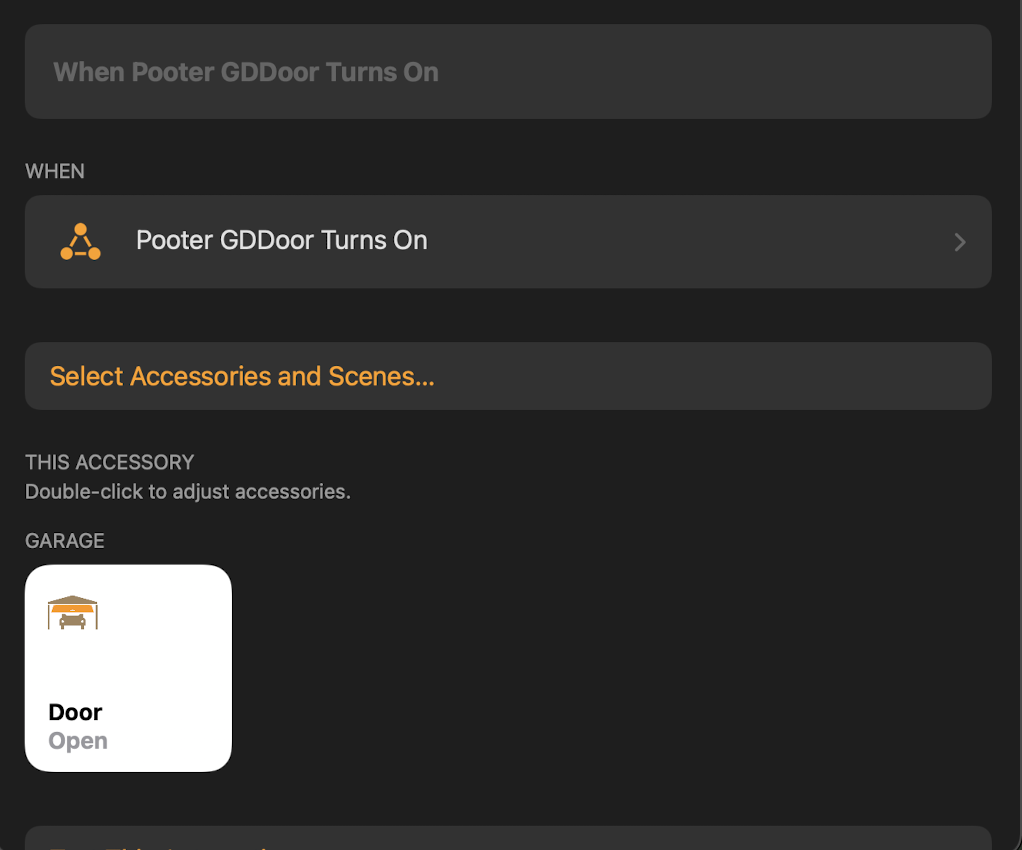 When Pooter GDDoor Turns On
WHEN
Pooter GDDoor Turns On
Select Accessories and Scenes...
THIS ACCESSORY
Double-click to adjust accessories.
GARAGE
Door
Open